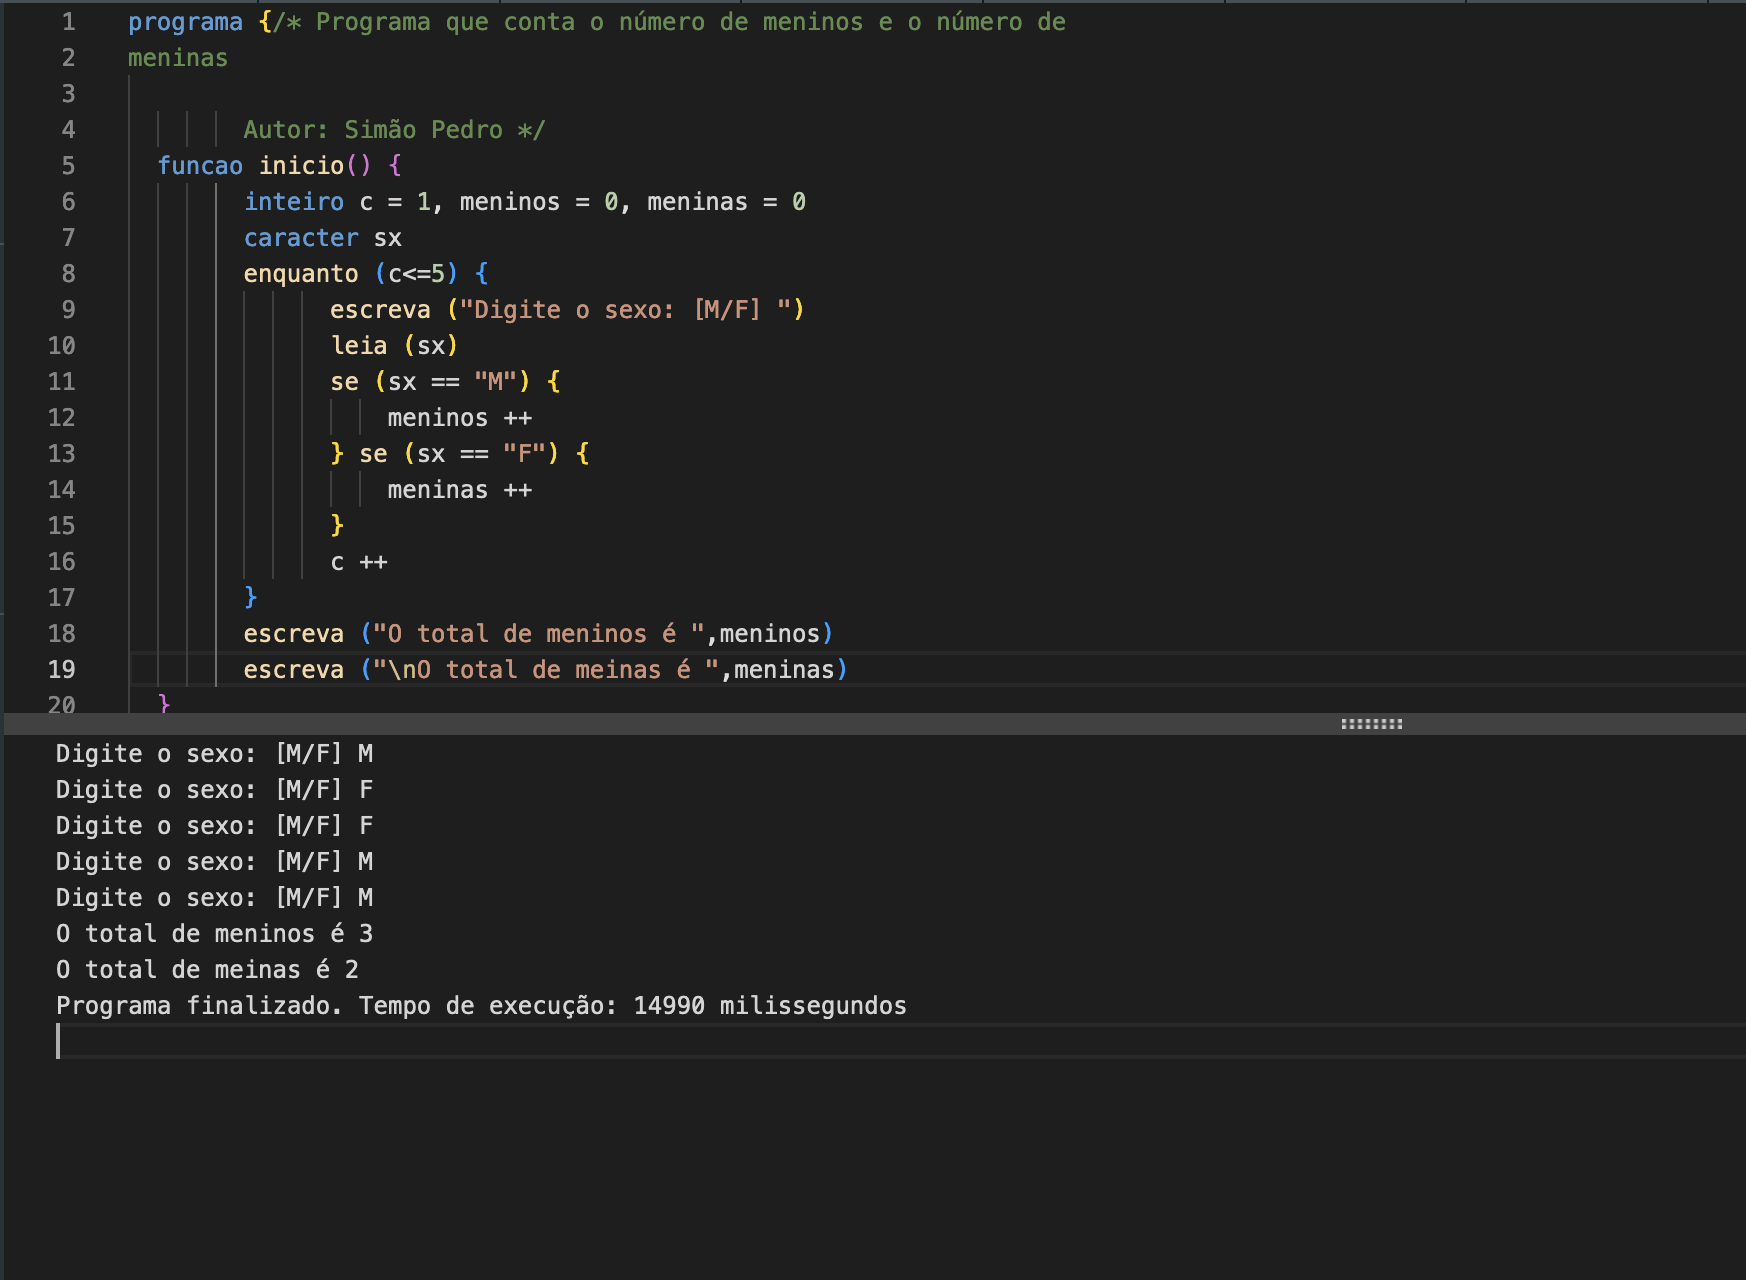 1 programa {/* Programa que conta o número de meninos e o número de
2 meninas
3
4 Autor: Simão Pedro */
5 funcao inicio() {
6 inteiro c = 1, meninos = 0, meninas = 0
7 caracter sx
8 enquanto (c<=5) {
9 escreva ("Digite o sexo: [M/F] ")
10 leia (sx)
11 se (sx == "M") {
12 meninos ++
13 } se (sx == "F") {
14 meninas ++
15 }
16 c ++
17 }
18 escreva ("O total de meninos é ",meninos)
19 escreva ("\nO total de meinas é ",meninas)
20 }
Digite o sexo: [M/F] M
Digite o sexo: [M/F] F
Digite o sexo: [M/F] F
Digite o sexo: [M/F] M
Digite o sexo: [M/F] M
O total de meninos é 3
O total de meinas é 2
Programa finalizado. Tempo de execução: 14990 milissegundos